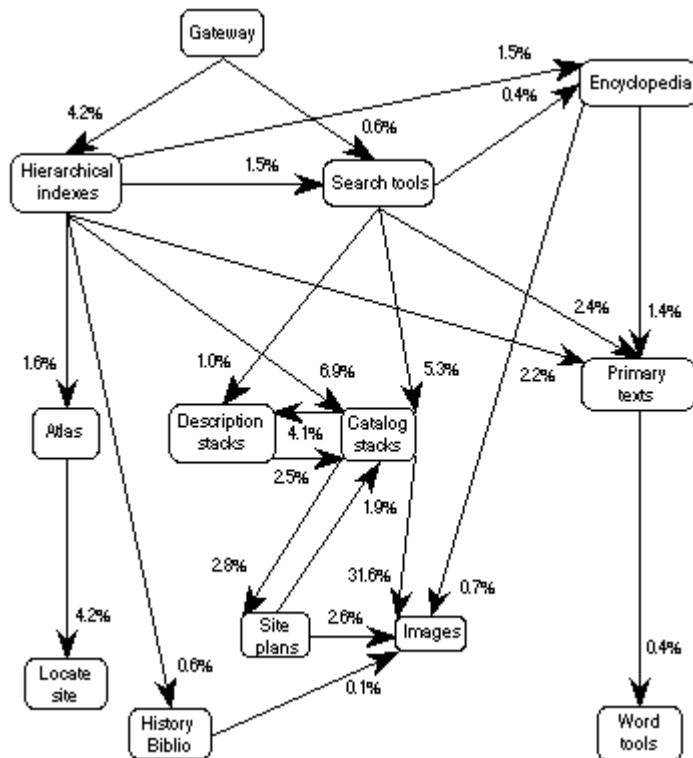 Gateway
1.5%
Encyclopedia
4.2%
0.6%
0.4%
Hierarchical
indexes
1.5%
Search tools
1.6%
1.0%
6.9%
5.3%
2.4%
2.2%
1.4%
Primary
texts
Atlas
Description
stacks
4.1%
Catalog
stacks
2.5%
1.9%
2.8%
31.6%
0.7%
4.2%
Site
plans
2.6%
Images
Locate
site
0.6%
0.1%
0.4%
History
Biblio
Word
tools